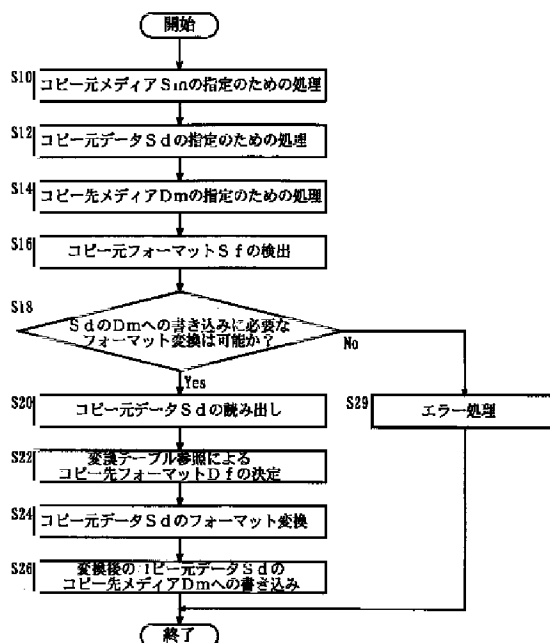 開始
S10
コピー元メディアSmの指定のための処理
S12
コピー元データSdの指定のための処理
S14
コピー先メディアDmの指定のための処理
S16
コピー元フォーマットSfの検出
S18
SdのDmへの書き込みに必要な
フォーマット変換は可能か?
No
Yes
S20
コピー元データSdの読み出し
S29
エラー処理
S22
変換テーブル参照による
コピー先フォーマットDfの決定
S24
コピー元データSdのフォーマット変換
S26
変換後のコピー元データSdの
コピー先メディアDmへの書き込み
終了